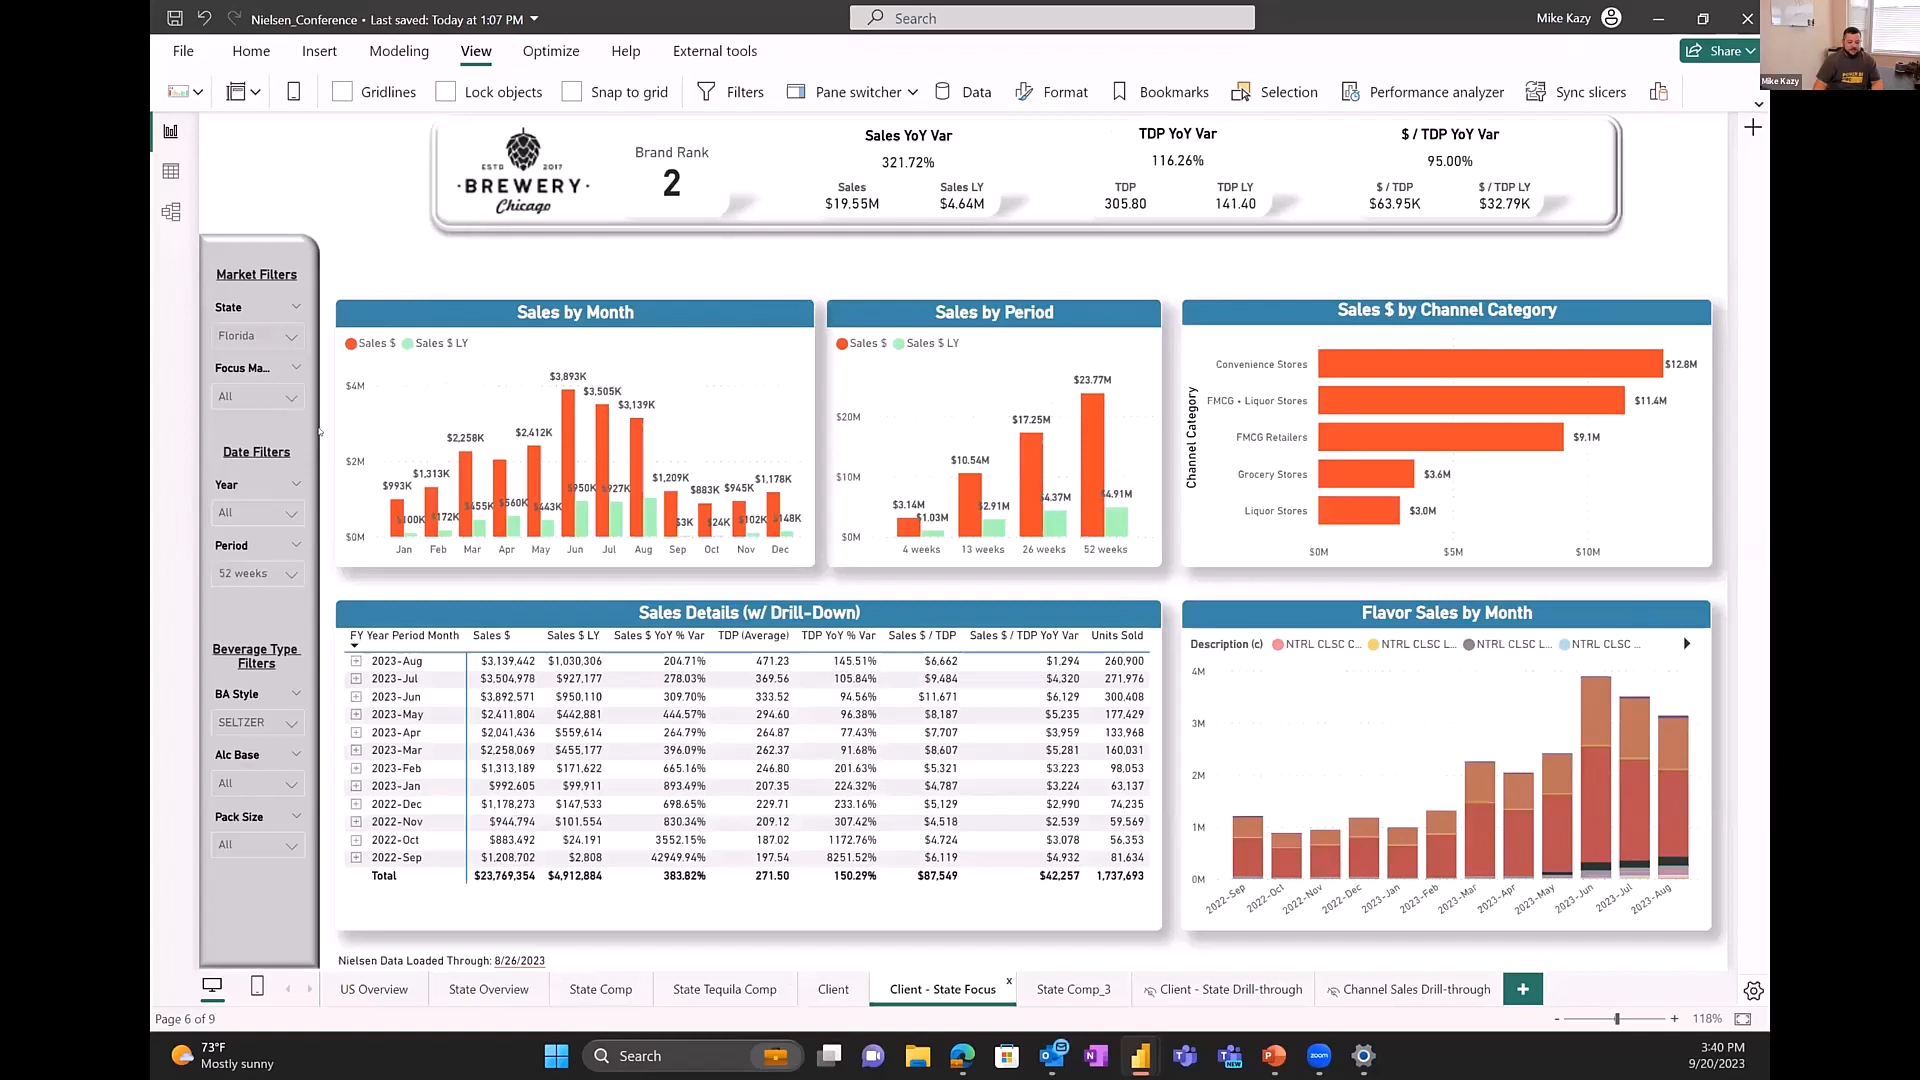 Nielsen_Conference • Last saved: Today at 1:07 PM
Search
Mike Kazy
File Home Insert Format Modeling View Optimize Help External tools
Share
Mike Kazy
Gridlines Lock objects Snap to grid Filters Pane switcher Data Format Bookmarks Selection Performance analyzer Sync slicers
ESTD 2017
·BREWERY·
Chicago
Brand Rank
2
Sales YoY Var
321.72%
Sales Sales LY
$19.55M $4.64M
TDP YoY Var
116.26%
TDP TDP LY
305.80 141.40
$ / TDP YoY Var
95.00%
$ / TDP $ / TDP LY
$63.95K $32.79K
Market Filters
State
Florida
Focus Ma...
All
Date Filters
Year
All
Period
52 weeks
Beverage Type
Filters
BA Style
SELTZER
Alc Base
All
Pack Size
All
Sales by Month
Sales $ Sales $ LY
$4M
$2M
$0M
$993K $1,313K $2,258K $2,412K $3,893K $3,505K $3,139K $1,209K $883K $945K $1,178K
$100K $172K $455K $560K $443K $950K $927K $3K $24K $102K $148K
Jan Feb Mar Apr May Jun Jul Aug Sep Oct Nov Dec
Sales by Period
Sales $ Sales $ LY
$20M
$10M
$0M
$3.14M $10.54M $17.25M $23.77M
$1.03M $2.91M $4.37M $4.91M
4 weeks 13 weeks 26 weeks 52 weeks
Sales $ by Channel Category
Channel Category
Convenience Stores $12.8M
FMCG + Liquor Stores $11.4M
FMCG Retailers $9.1M
Grocery Stores $3.6M
Liquor Stores $3.0M
$0M $5M $10M
Sales Details (w/ Drill-Down)
FY Year Period Month Sales $ Sales $ LY Sales $ YoY % Var TDP (Average) TDP YoY % Var Sales $ / TDP Sales $ / TDP YoY Var Units Sold
2023-Aug $3,139,442 $1,030,306 204.71% 471.23 145.51% $6,662 $1,294 260,900
2023-Jul $3,504,978 $927,177 278.03% 369.56 105.84% $9,484 $4,320 271,976
2023-Jun $3,892,571 $950,110 309.70% 333.52 94.56% $11,671 $6,129 300,408
2023-May $2,411,804 $442,881 444.57% 294.60 96.38% $8,187 $5,235 177,429
2023-Apr $2,041,436 $559,614 264.79% 264.87 77.43% $7,707 $3,959 133,968
2023-Mar $2,258,069 $455,177 396.09% 262.37 91.68% $8,607 $5,281 160,031
2023-Feb $1,313,189 $171,622 665.16% 246.80 201.63% $5,321 $3,223 98,053
2023-Jan $992,605 $99,911 893.49% 207.35 224.32% $4,787 $3,224 63,137
2022-Dec $1,178,273 $147,533 698.65% 229.71 233.16% $5,129 $2,990 74,235
2022-Nov $944,794 $101,554 830.34% 209.12 307.42% $4,518 $2,539 59,569
2022-Oct $883,492 $24,191 3552.15% 187.02 1172.76% $4,724 $3,078 56,353
2022-Sep $1,208,702 $2,808 42949.94% 197.54 8251.52% $6,119 $4,932 81,634
Total $23,769,354 $4,912,884 383.82% 271.50 150.29% $87,549 $42,257 1,737,693
Flavor Sales by Month
Description (c) NTRL CLSC C... NTRL CLSC L... NTRL CLSC L... NTRL CLSC ...
4M
3M
2M
1M
0M
2022-Sep 2022-Oct 2022-Nov 2022-Dec 2023-Jan 2023-Feb 2023-Mar 2023-Apr 2023-May 2023-Jun 2023-Jul 2023-Aug
Nielsen Data Loaded Through: 8/26/2023
US Overview State Overview State Comp State Tequila Comp Client Client - State Focus x State Comp_3 Client - State Drill-through Channel Sales Drill-through +
Page 6 of 9
118%
73°F
Mostly sunny
Search
zoom
NEW
3:40 PM
9/20/2023